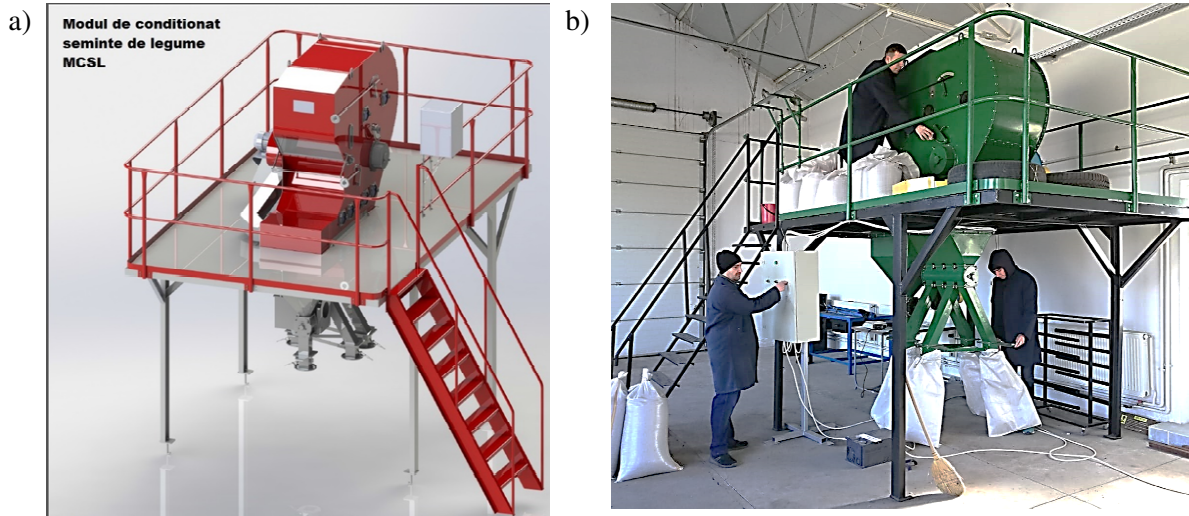 a)
Modul de conditionat
seminte de legume
MCSL
b)